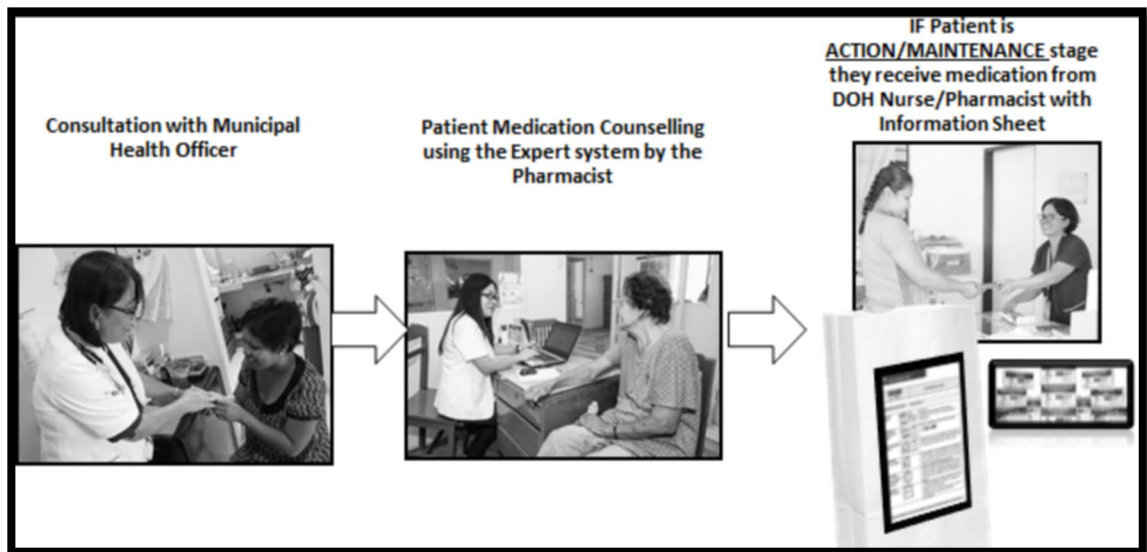 Consultation with Municipal
Health Officer
Patient Medication Counselling
using the Expert system by the
Pharmacist
IF Patient is
ACTION/MAINTENANCE stage
they receive medication from
DOH Nurse/Pharmacist with
Information Sheet